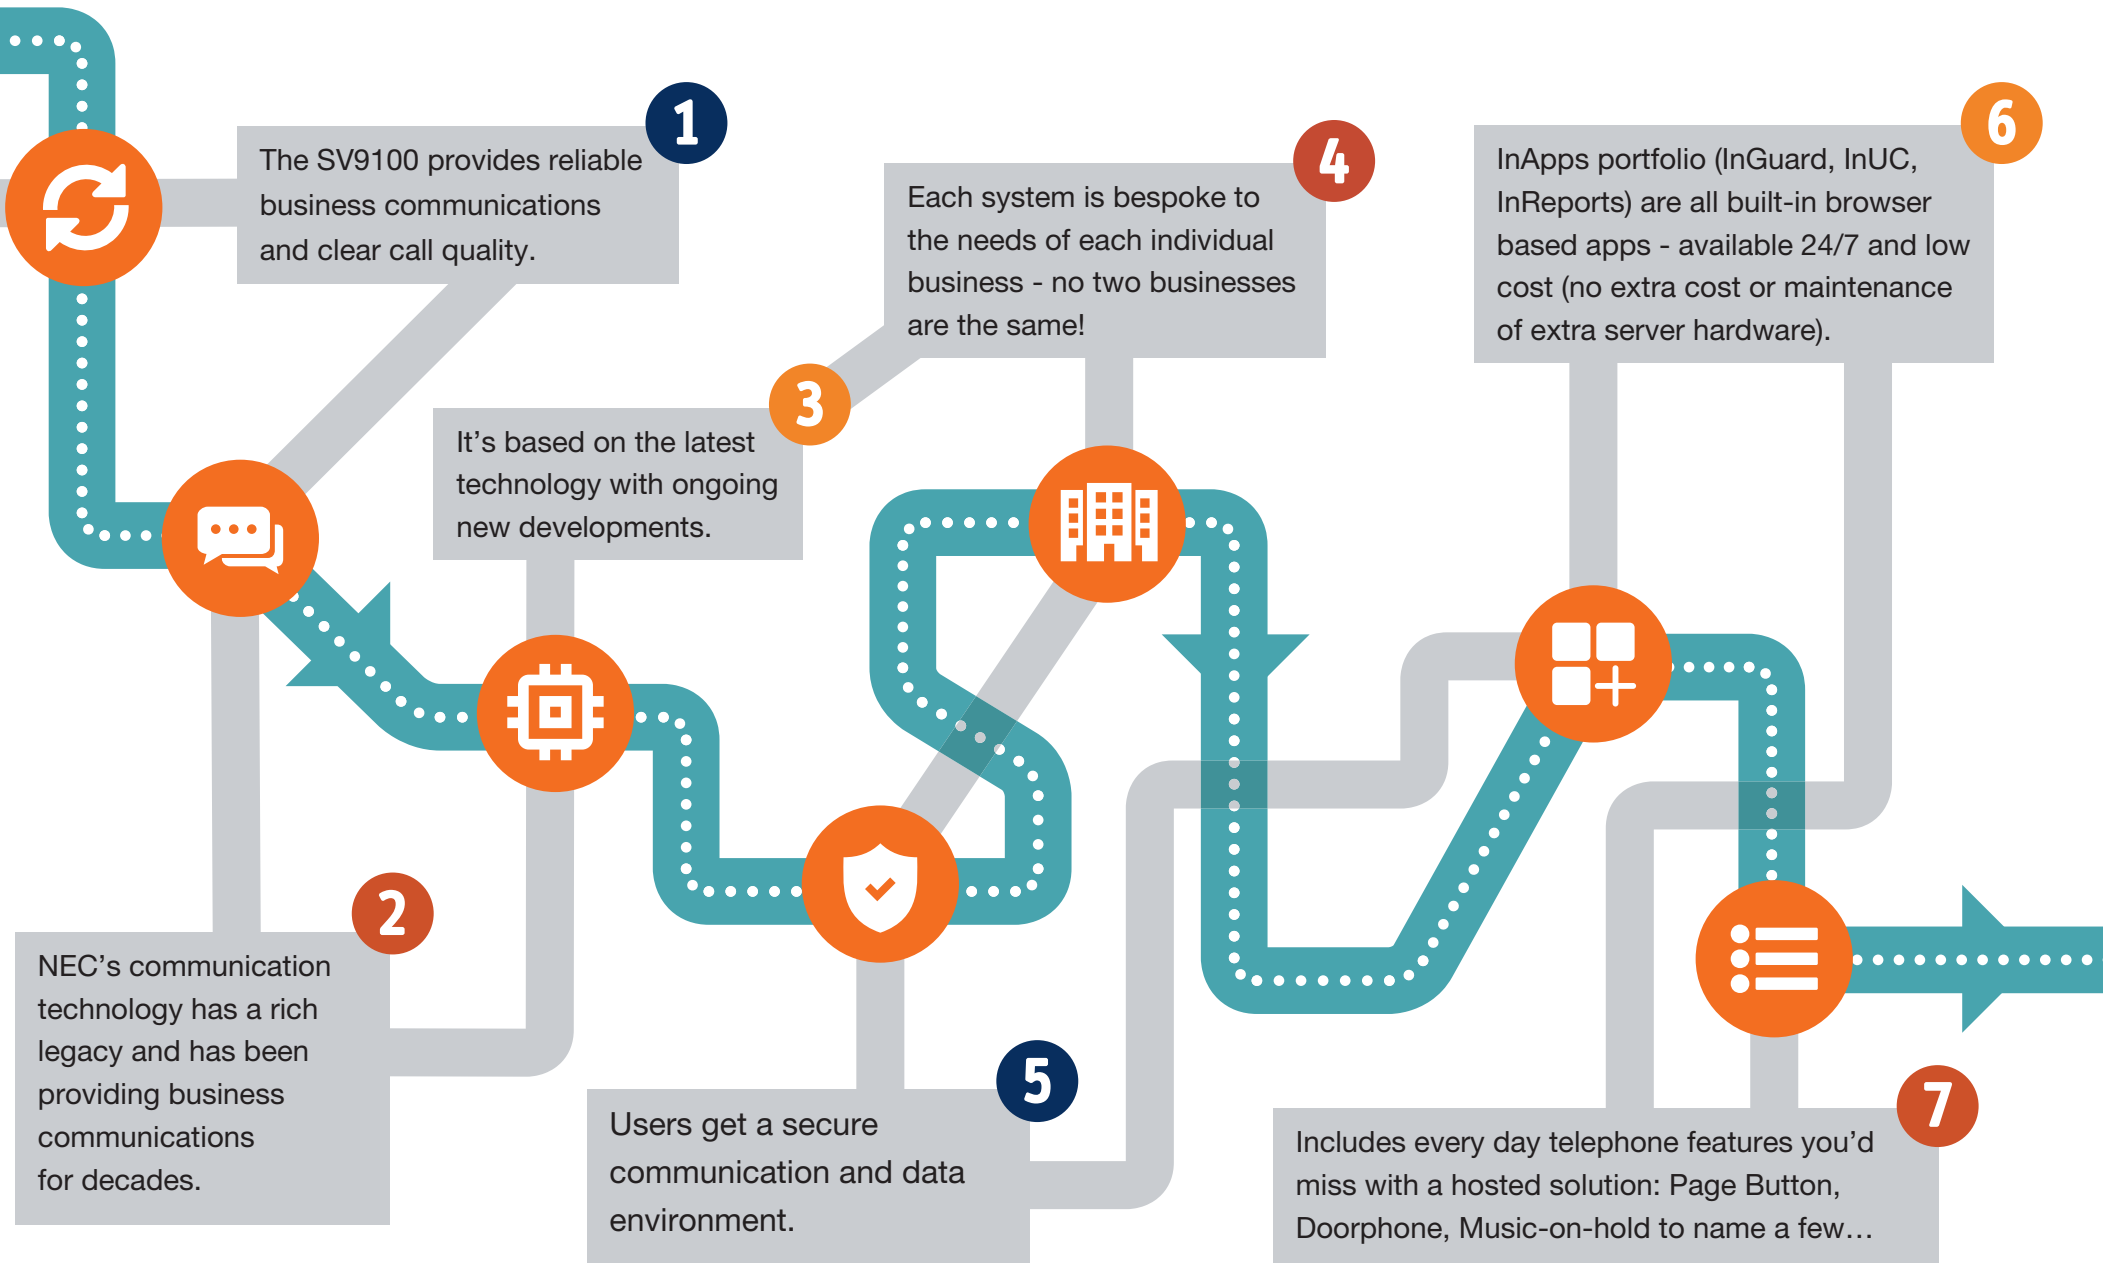 1
The SV9100 provides reliable
business communications
and clear call quality.
2
NEC’s communication
technology has a rich
legacy and has been
providing business
communications
for decades.
3
It’s based on the latest
technology with ongoing
new developments.
4
Each system is bespoke to
the needs of each individual
business - no two businesses
are the same!
5
Users get a secure
communication and data
environment.
6
InApps portfolio (InGuard, InUC,
InReports) are all built-in browser
based apps - available 24/7 and low
cost (no extra cost or maintenance
of extra server hardware).
7
Includes every day telephone features you’d
miss with a hosted solution: Page Button,
Doorphone, Music-on-hold to name a few…